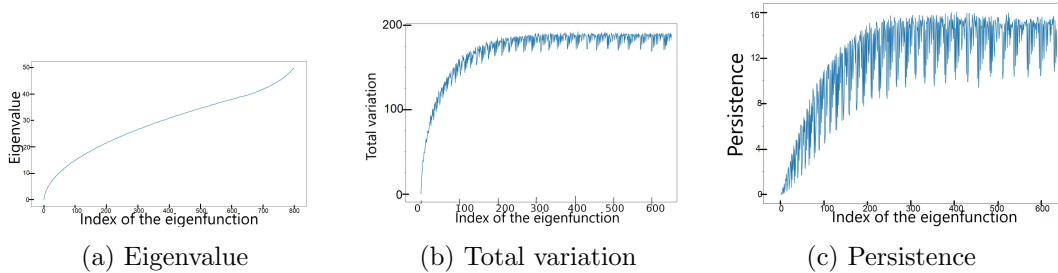 Eigenvalue
50
40
30
20
10
0
0 100 200 300 400 500 600 700 800
Index of the eigenfunction
(a) Eigenvalue
Total variation
200
100
0
0 100 200 300 400 500 600
Index of the eigenfunction
(b) Total variation
Persistence
16
12
8
4
0
0 100 200 300 400 500 600
Index of the eigenfunction
(c) Persistence